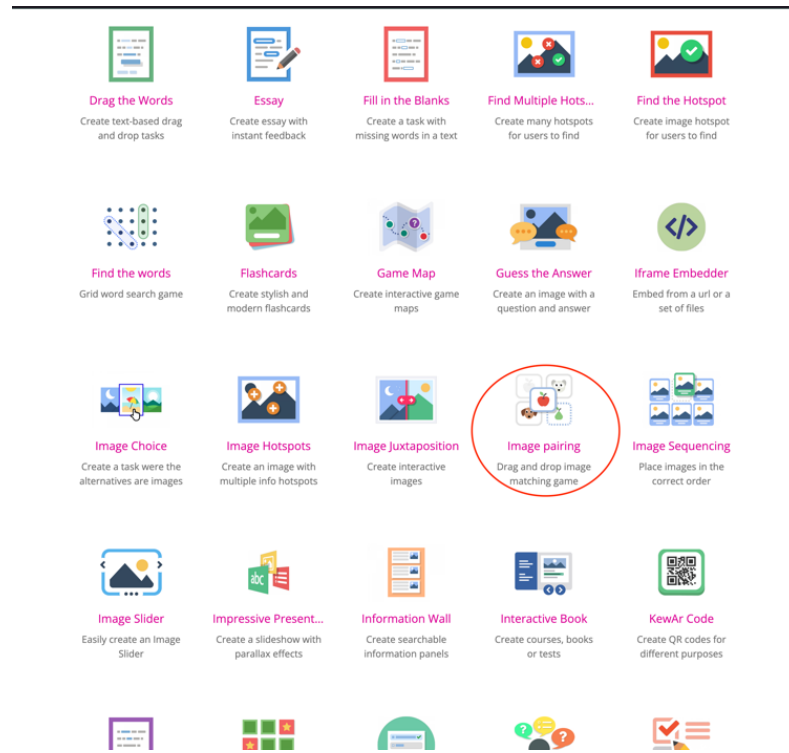 Drag the Words
Create text-based drag
and drop tasks
Essay
Create essay with
instant feedback
Fill in the Blanks
Create a task with
missing words in a text
Find Multiple Hots...
Create many hotspots
for users to find
Find the Hotspot
Create image hotspot
for users to find
Find the words
Grid word search game
Flashcards
Create stylish and
modern flashcards
Game Map
Create interactive game
maps
Guess the Answer
Create an image with a
question and answer
Iframe Embedder
Embed from a url or a
set of files
Image Choice
Create a task were the
alternatives are images
Image Hotspots
Create an image with
multiple info hotspots
Image Juxtaposition
Create interactive
images
Image pairing
Drag and drop image
matching game
Image Sequencing
Place images in the
correct order
Image Slider
Easily create an Image
Slider
abc
Impressive Present...
Create a slideshow with
parallax effects
Information Wall
Create searchable
information panels
Interactive Book
Create courses, books
or tests
KewAr Code
Create QR codes for
different purposes